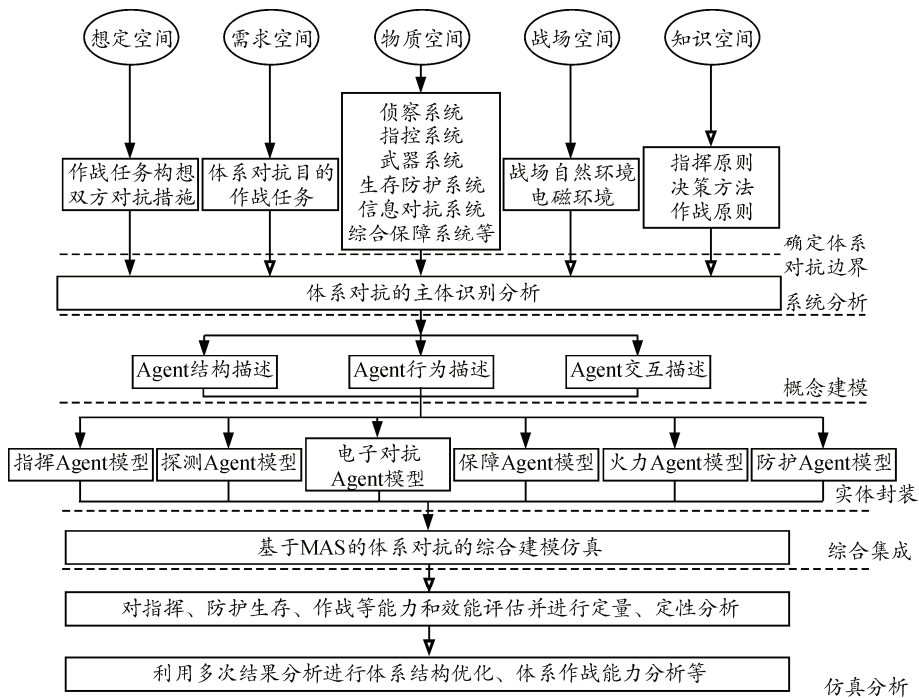 想定空间
需求空间
物质空间
战场空间
知识空间
作战任务构想
双方对抗措施
体系对抗目的
作战任务
侦察系统
指控系统
武器系统
生存防护系统
信息对抗系统
综合保障系统等
战场自然环境
电磁环境
指挥原则
决策方法
作战原则
确定体系
对抗边界
体系对抗的主体识别分析
系统分析
Agent结构描述
Agent行为描述
Agent交互描述
概念建模
指挥Agent模型
探测Agent模型
电子对抗
Agent模型
保障Agent模型
火力Agent模型
防护Agent模型
实体封装
基于MAS的体系对抗的综合建模仿真
综合集成
对指挥、防护生存、作战等能力和效能评估并进行定量、定性分析
利用多次结果分析进行体系结构优化、体系作战能力分析等
仿真分析